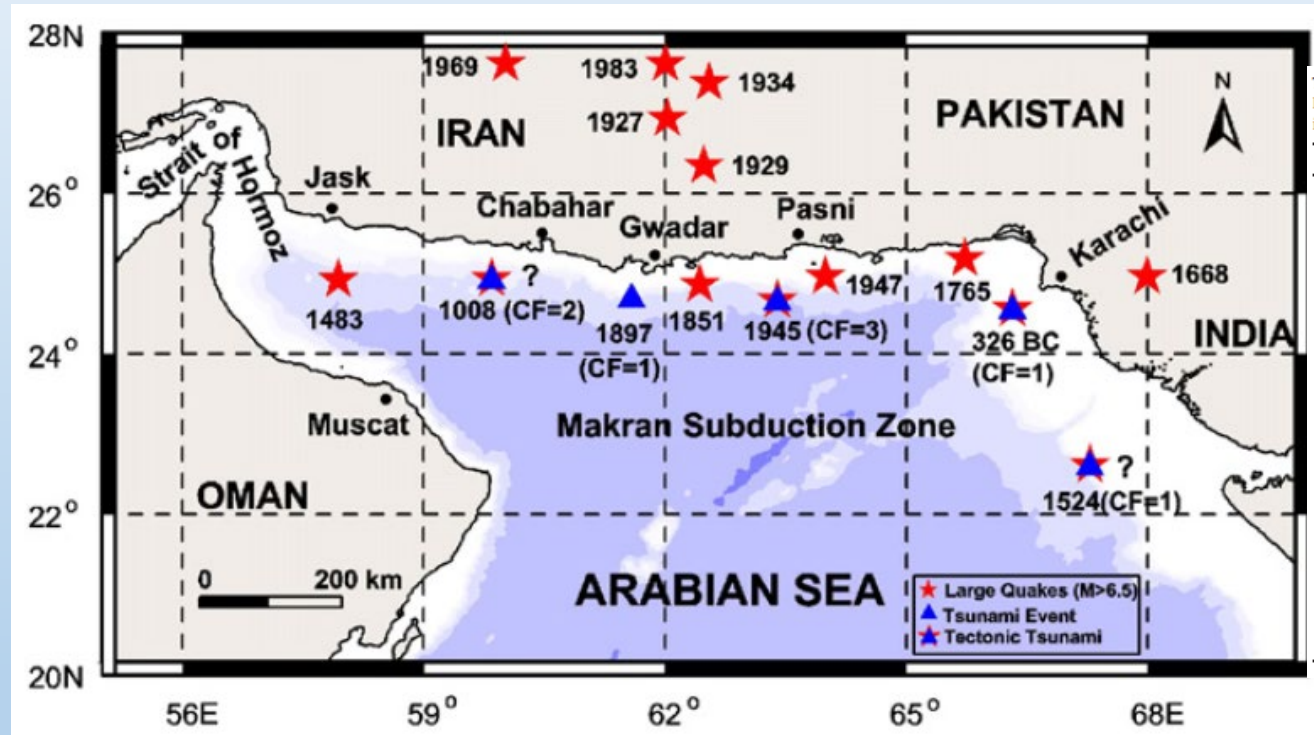 28N
1969
1983
1934
N
IRAN
PAKISTAN
1927
1929
Strait of
Hormoz
26°
Jask
Chabahar
Gwadar
Pasni
Karachi
?
1483
1008 (CF=2)
1897
(CF=1)
1851
1945 (CF=3)
1947
1765
1668
326 BC
(CF=1)
INDIA
24°
Muscat
Makran Subduction Zone
?
OMAN
1524(CF=1)
22°
0 200 km
ARABIAN SEA
Large Quakes (M>6.5)
Tsunami Event
Tectonic Tsunami
20N
56E
59°
62°
65°
68E